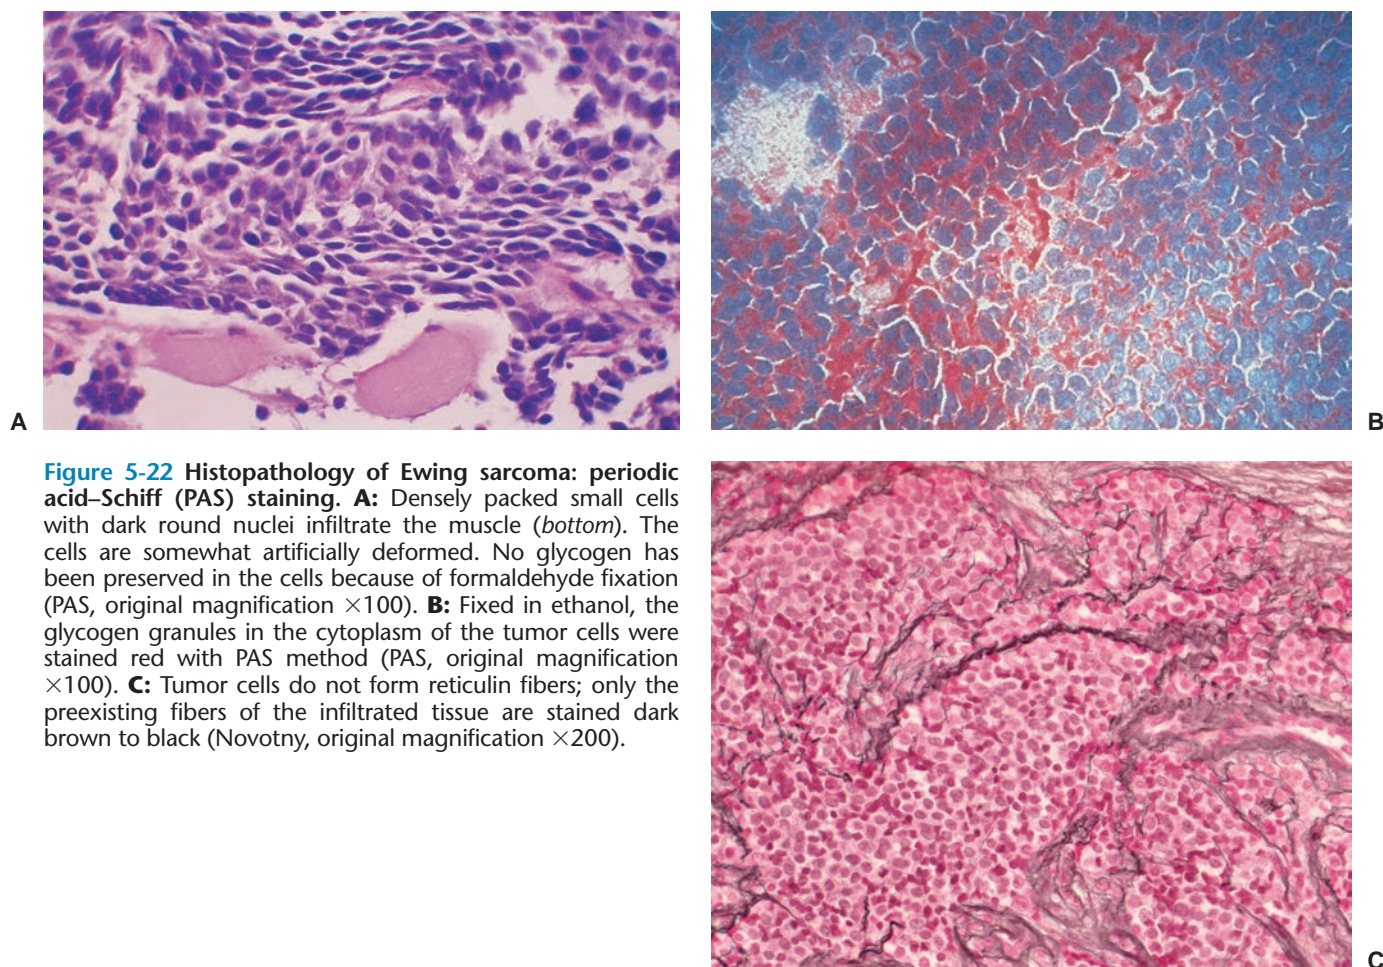 A
B
Figure 5-22 Histopathology of Ewing sarcoma: periodic
acid–Schiff (PAS) staining. A: Densely packed small cells
with dark round nuclei infiltrate the muscle (bottom). The
cells are somewhat artificially deformed. No glycogen has
been preserved in the cells because of formaldehyde fixation
(PAS, original magnification ×100). B: Fixed in ethanol, the
glycogen granules in the cytoplasm of the tumor cells were
stained red with PAS method (PAS, original magnification
×100). C: Tumor cells do not form reticulin fibers; only the
preexisting fibers of the infiltrated tissue are stained dark
brown to black (Novotny, original magnification ×200).
C